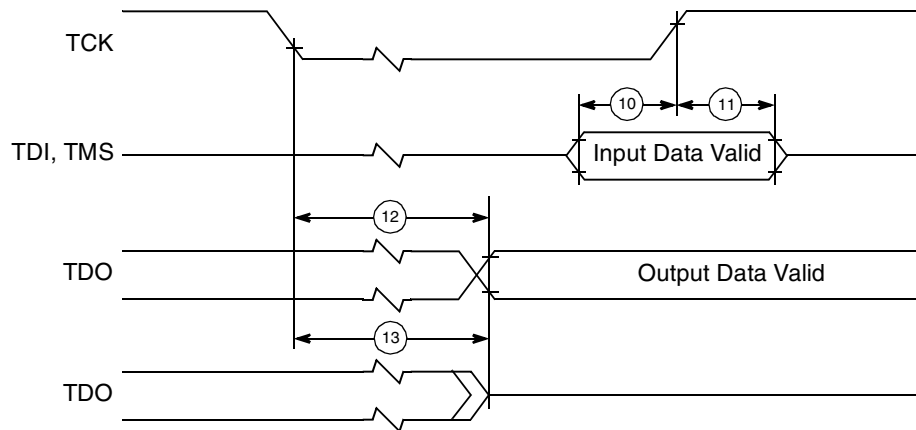 TCK
10
11
TDI, TMS
Input Data Valid
12
TDO
Output Data Valid
13
TDO